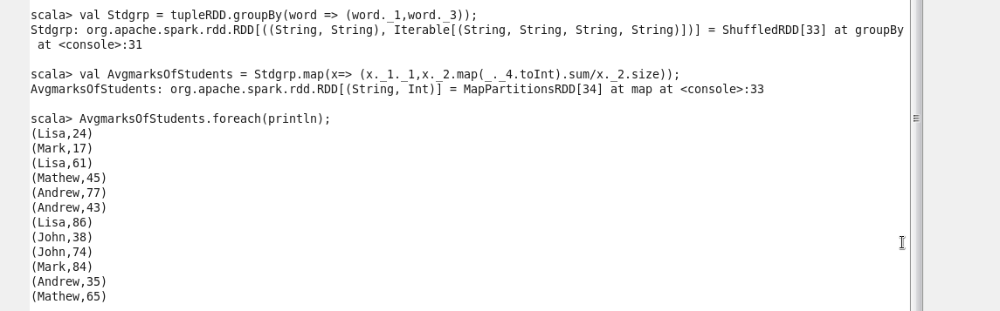 scala> val Stdgrp = tupleRDD.groupBy(word => (word._1,word._3));
Stdgrp: org.apache.spark.rdd.RDD[((String, String), Iterable[(String, String, String, String)])] = ShuffledRDD[33] at groupBy
 at <console>:31
scala> val AvgmarksOfStudents = Stdgrp.map(x=> (x._1._1,x._2.map(_._4.toInt).sum/x._2.size));
AvgmarksOfStudents: org.apache.spark.rdd.RDD[(String, Int)] = MapPartitionsRDD[34] at map at <console>:33
scala> AvgmarksOfStudents.foreach(println);
(Lisa,24)
(Mark,17)
(Lisa,61)
(Mathew,45)
(Andrew,77)
(Andrew,43)
(Lisa,86)
(John,38)
(John,74)
(Mark,84)
(Andrew,35)
(Mathew,65)